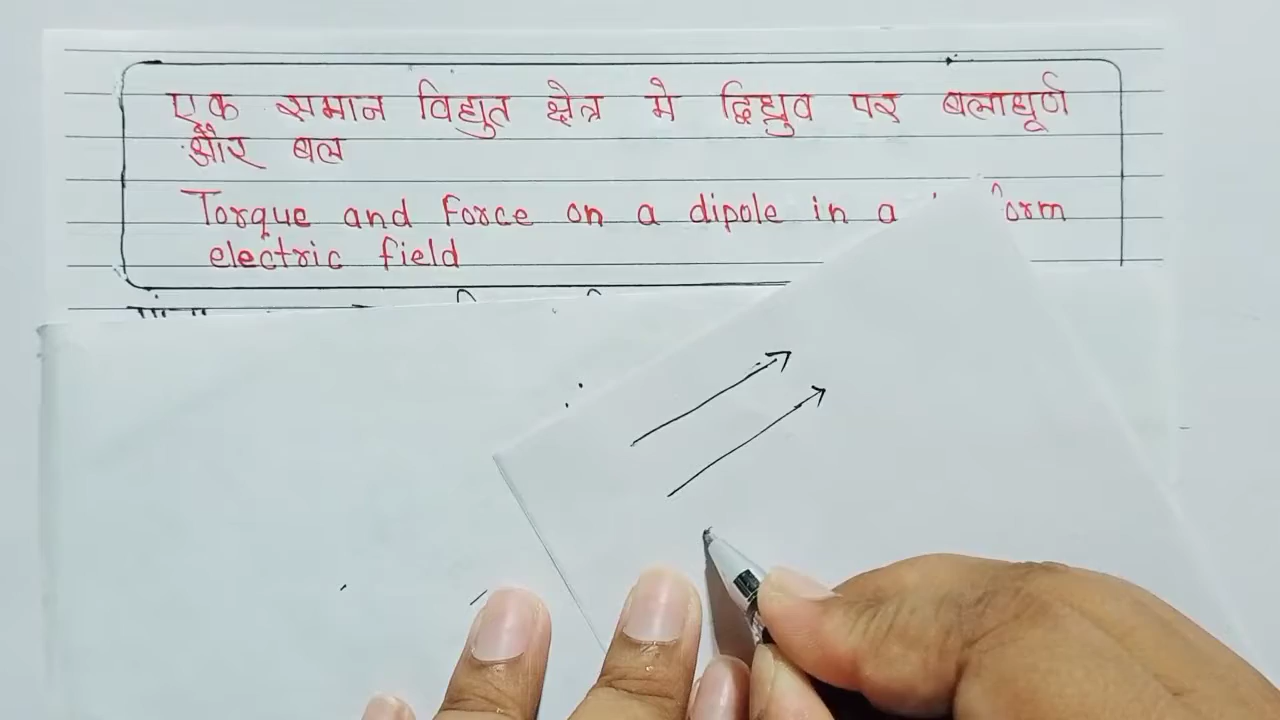 एक समान विद्युत क्षेत्र मे द्विध्रुव पर बलाघूर्ण
और बल
Torque and Force on a dipole in a
electric field